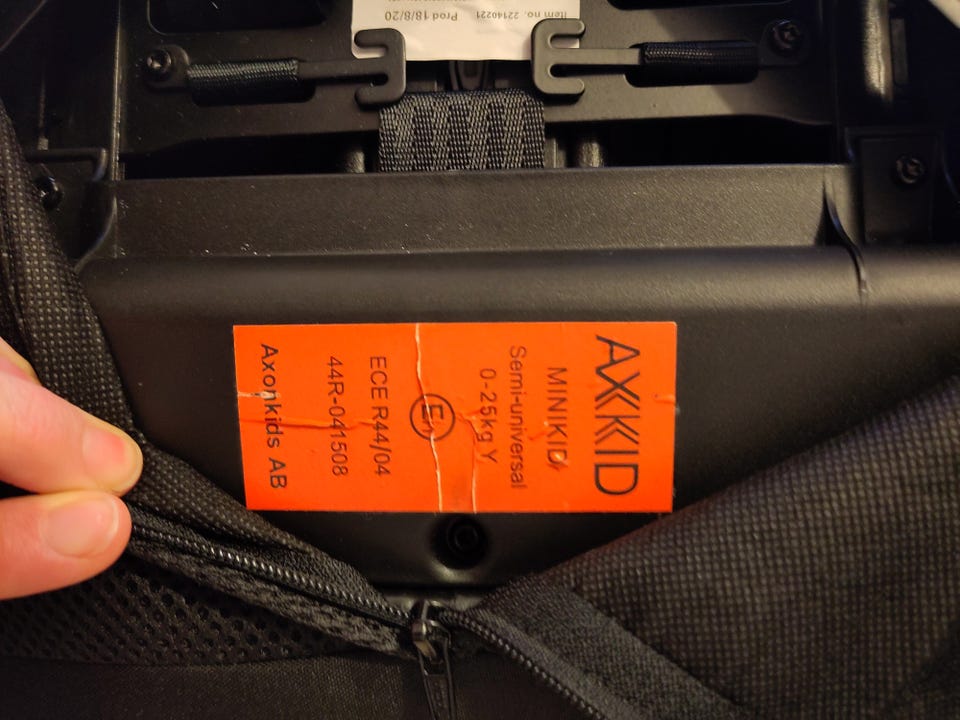 Item no. 22140221
Prod 18/8/20
AXKID
MINIKID
Semi-universal
0-25kg Y
ECE R44/04
44R-041508
Axonkids AB